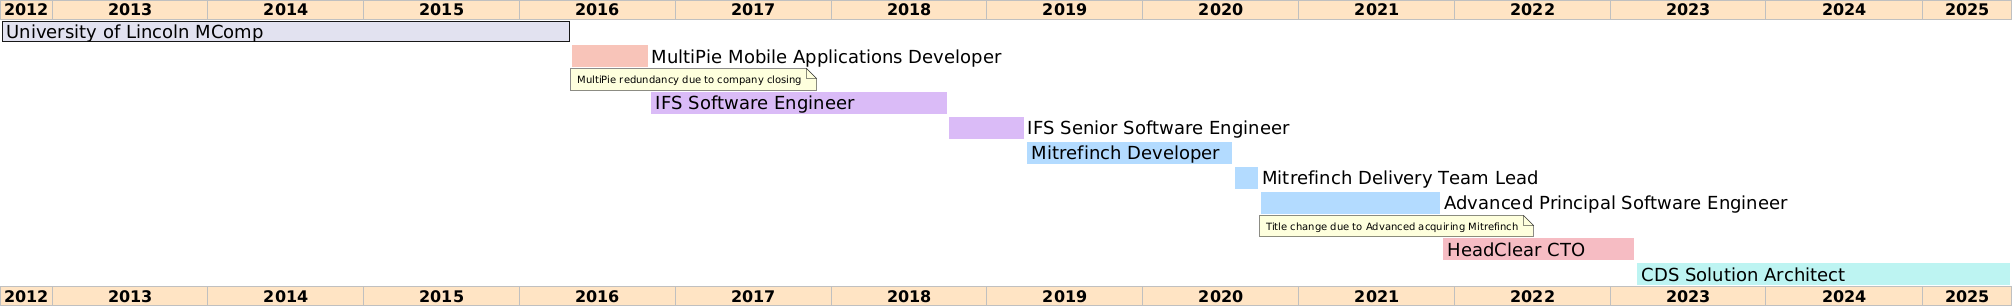 2012 2013 2014 2015 2016 2017 2018 2019 2020 2021 2022 2023 2024 2025
University of Lincoln MComp
MultiPie Mobile Applications Developer
MultiPie redundancy due to company closing
IFS Software Engineer
IFS Senior Software Engineer
Mitrefinch Developer
Mitrefinch Delivery Team Lead
Advanced Principal Software Engineer
Title change due to Advanced acquiring Mitrefinch
HeadClear CTO
CDS Solution Architect
2012 2013 2014 2015 2016 2017 2018 2019 2020 2021 2022 2023 2024 2025